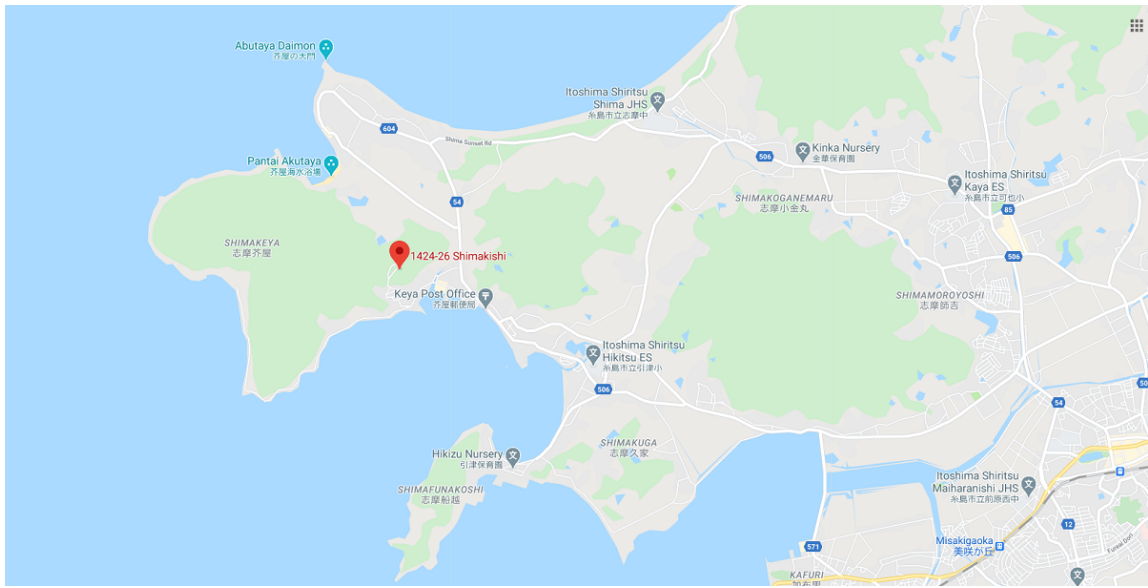 Abutaya Daimon
芥屋の大門
Itoshima Shiritsu
Shima JHS
糸島市立志摩中
604
Shima Sunset Rd
506
Kinka Nursery
金華保育園
Pantai Akutaya
芥屋海水浴場
Itoshima Shiritsu
Kaya ES
糸島市立可也小
SHIMAKOGANEMARU
志摩小金丸
54
85
SHIMAKEYA
志摩芥屋
1424-26 Shimakishi
506
Keya Post Office
芥屋郵便局
SHIMAMOROYOSHI
志摩師吉
Itoshima Shiritsu
Hikitsu ES
糸島市立引津小
506
50
54
SHIMAKUGA
志摩久家
Hikizu Nursery
引津保育園
SHIMAFUNAKOSHI
志摩船越
Itoshima Shiritsu
Maiharanishi JHS
糸島市立前原西中
12
Misakigaoka
美咲が丘
571
KAFURI
加布里